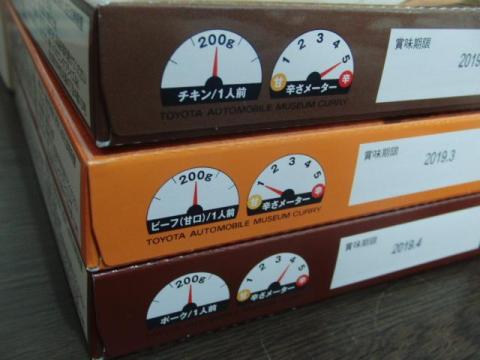 200g
チキン/1人前
1 2 3 4 5
甘 辛
辛さメーター
TOYOTA AUTOMOBILE MUSEUM CURRY
賞味期限
2019
200g
ビーフ(甘口)/1人前
1 2 3 4 5
甘 辛
辛さメーター
TOYOTA AUTOMOBILE MUSEUM CURRY
賞味期限
2019.3
200g
ポーク/1人前
1 2 3 4 5
甘 辛
辛さメーター
賞味期限
2019.4